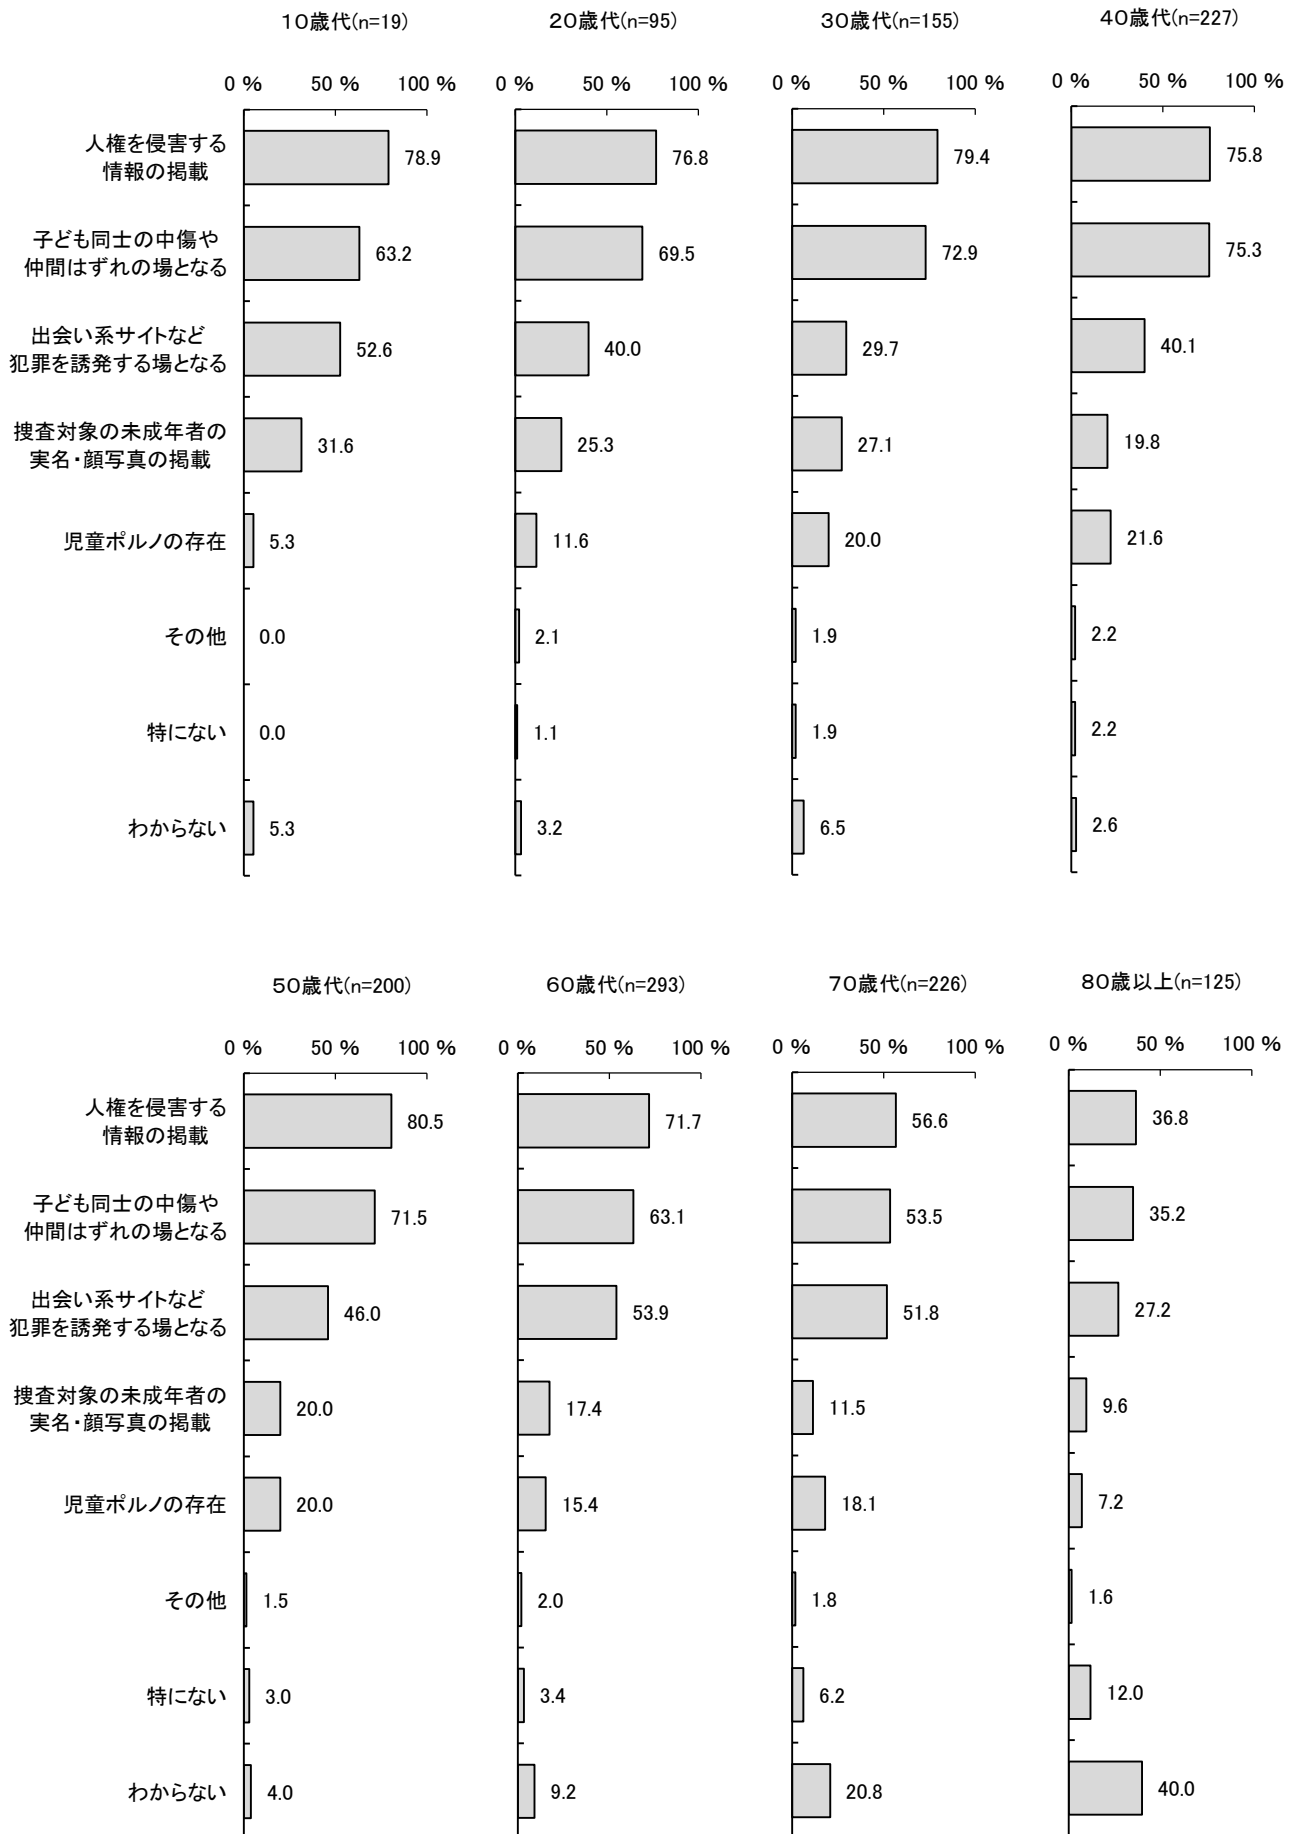 10歳代(n=19) 20歳代(n=95) 30歳代(n=155) 40歳代(n=227)
0 % 50 % 100 % 0 % 50 % 100 % 0 % 50 % 100 % 0 % 50 % 100 %
人権を侵害する
情報の掲載
78.9 76.8 79.4 75.8
子ども同士の中傷や
仲間はずれの場となる
63.2 69.5 72.9 75.3
出会い系サイトなど
犯罪を誘発する場となる
52.6 40.0 29.7 40.1
捜査対象の未成年者の
実名・顔写真の掲載
31.6 25.3 27.1 19.8
児童ポルノの存在 5.3 11.6 20.0 21.6
その他 0.0 2.1 1.9 2.2
特にない 0.0 1.1 1.9 2.2
わからない 5.3 3.2 6.5 2.6
50歳代(n=200) 60歳代(n=293) 70歳代(n=226) 80歳以上(n=125)
0 % 50 % 100 % 0 % 50 % 100 % 0 % 50 % 100 % 0 % 50 % 100 %
人権を侵害する
情報の掲載
80.5 71.7 56.6 36.8
子ども同士の中傷や
仲間はずれの場となる
71.5 63.1 53.5 35.2
出会い系サイトなど
犯罪を誘発する場となる
46.0 53.9 51.8 27.2
捜査対象の未成年者の
実名・顔写真の掲載
20.0 17.4 11.5 9.6
児童ポルノの存在 20.0 15.4 18.1 7.2
その他 1.5 2.0 1.8 1.6
特にない 3.0 3.4 6.2 12.0
わからない 4.0 9.2 20.8 40.0